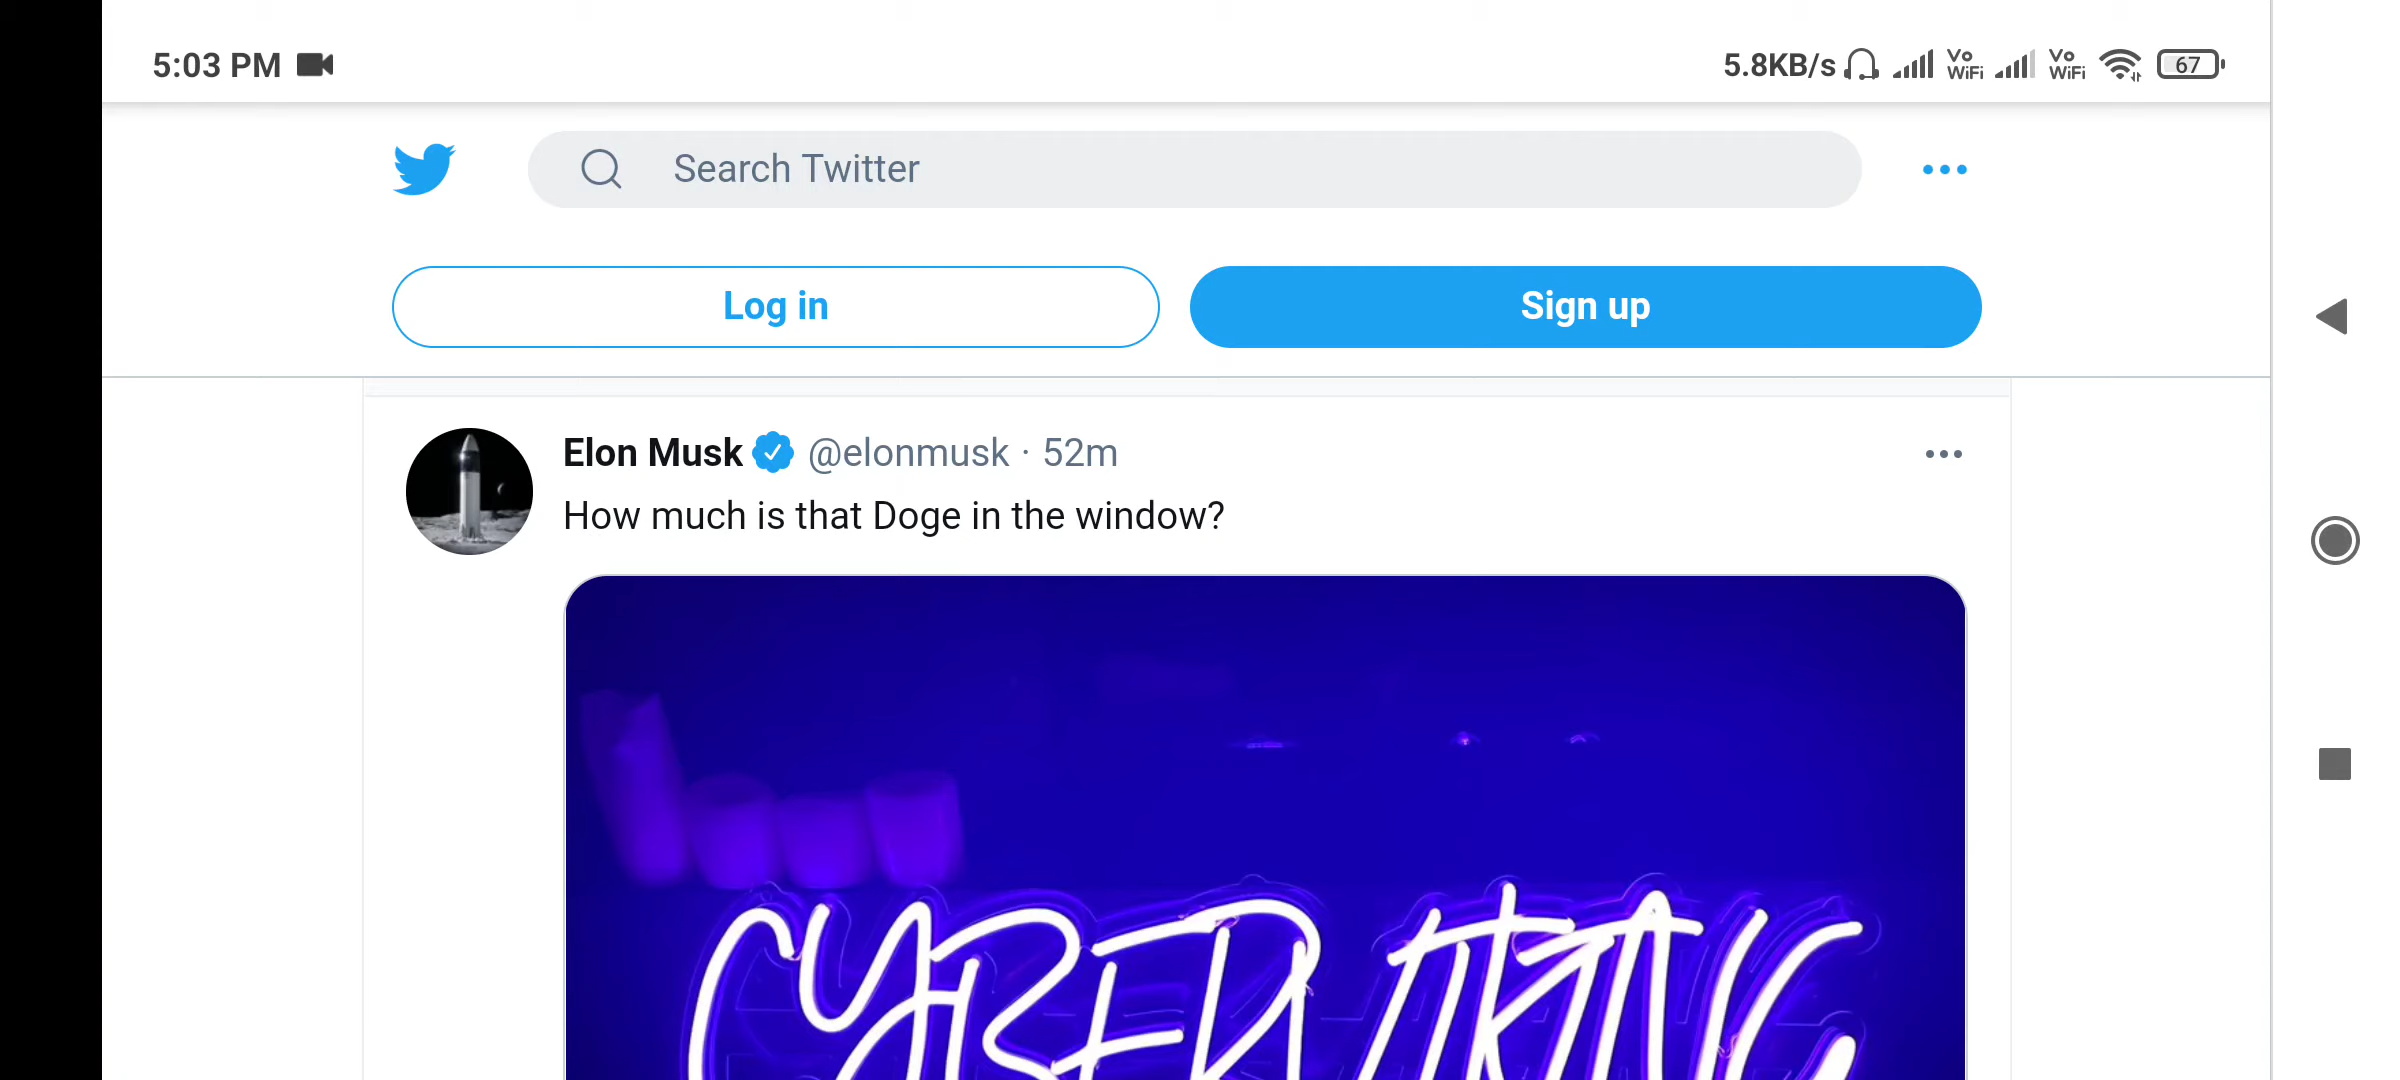 5:03 PM 5.8KB/s Vo WiFi Vo WiFi 67
Search Twitter
Log in Sign up
Elon Musk @elonmusk · 52m
How much is that Doge in the window?
CYBER